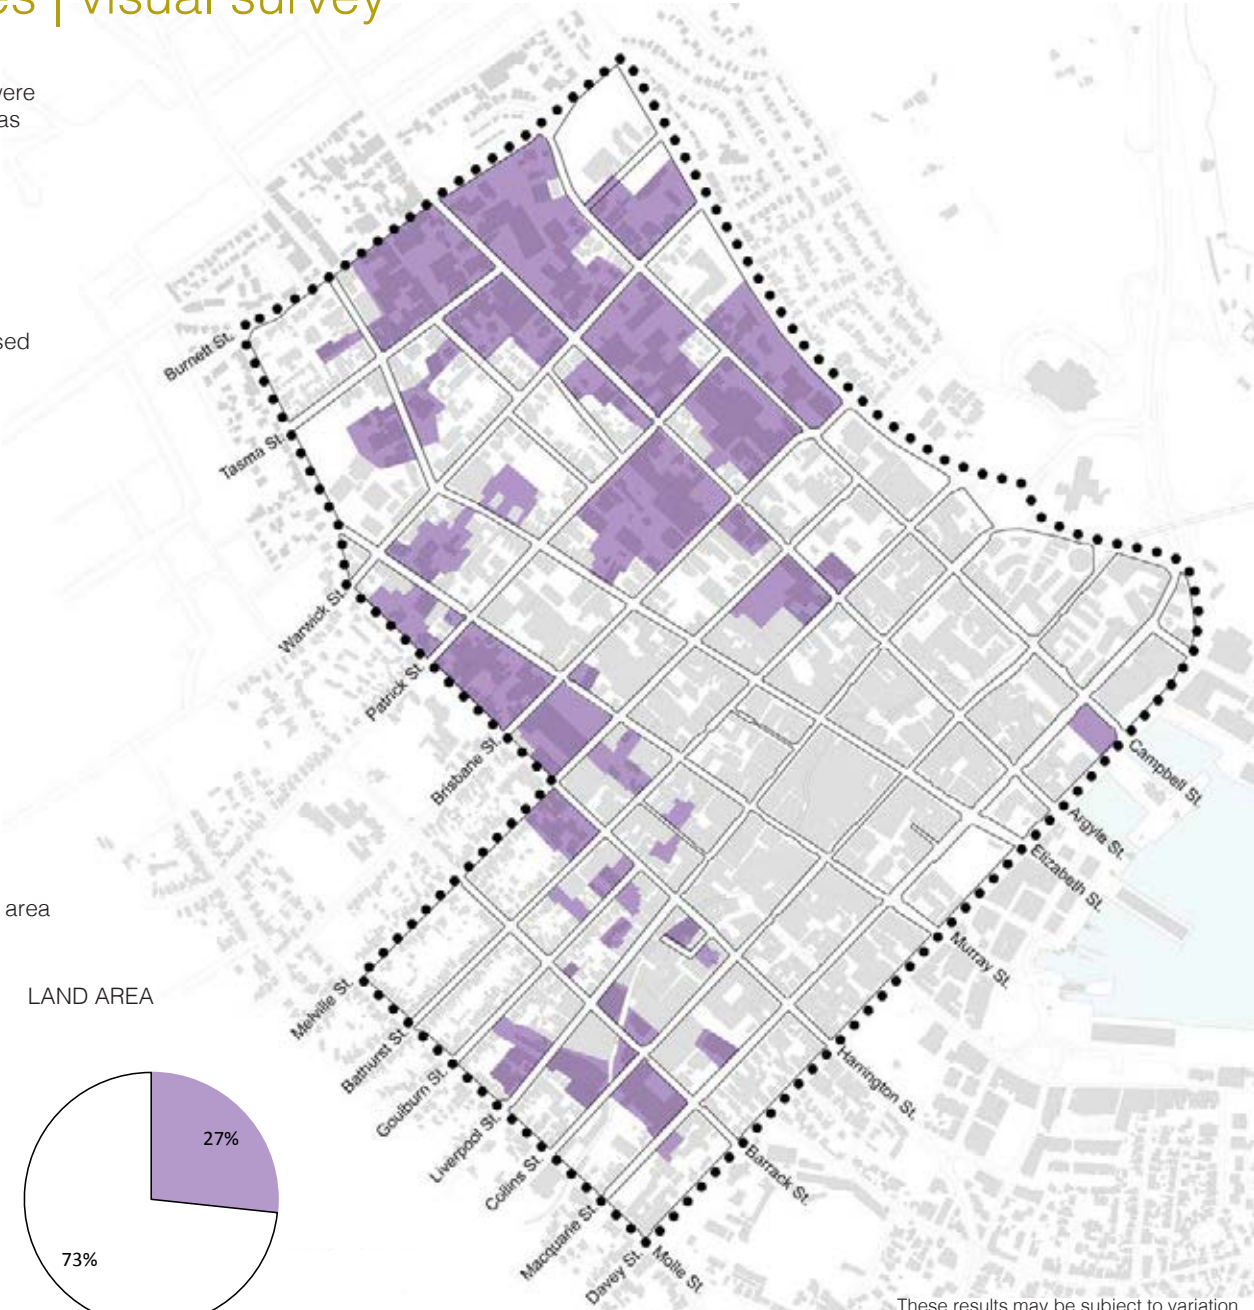 es | visual survey
were
as
sed
area
Burnett St.
Tasma St.
Warwick St.
Patrick St.
Brisbane St.
Melville St.
Bathurst St.
Goulburn St.
Liverpool St.
Collins St.
Macquarie St.
Davey St.
Molle St.
Barrack St.
Harrington St.
Murray St.
Elizabeth St.
Argyle St.
Campbell St.
LAND AREA
27%
73%
These results may be subject to variation